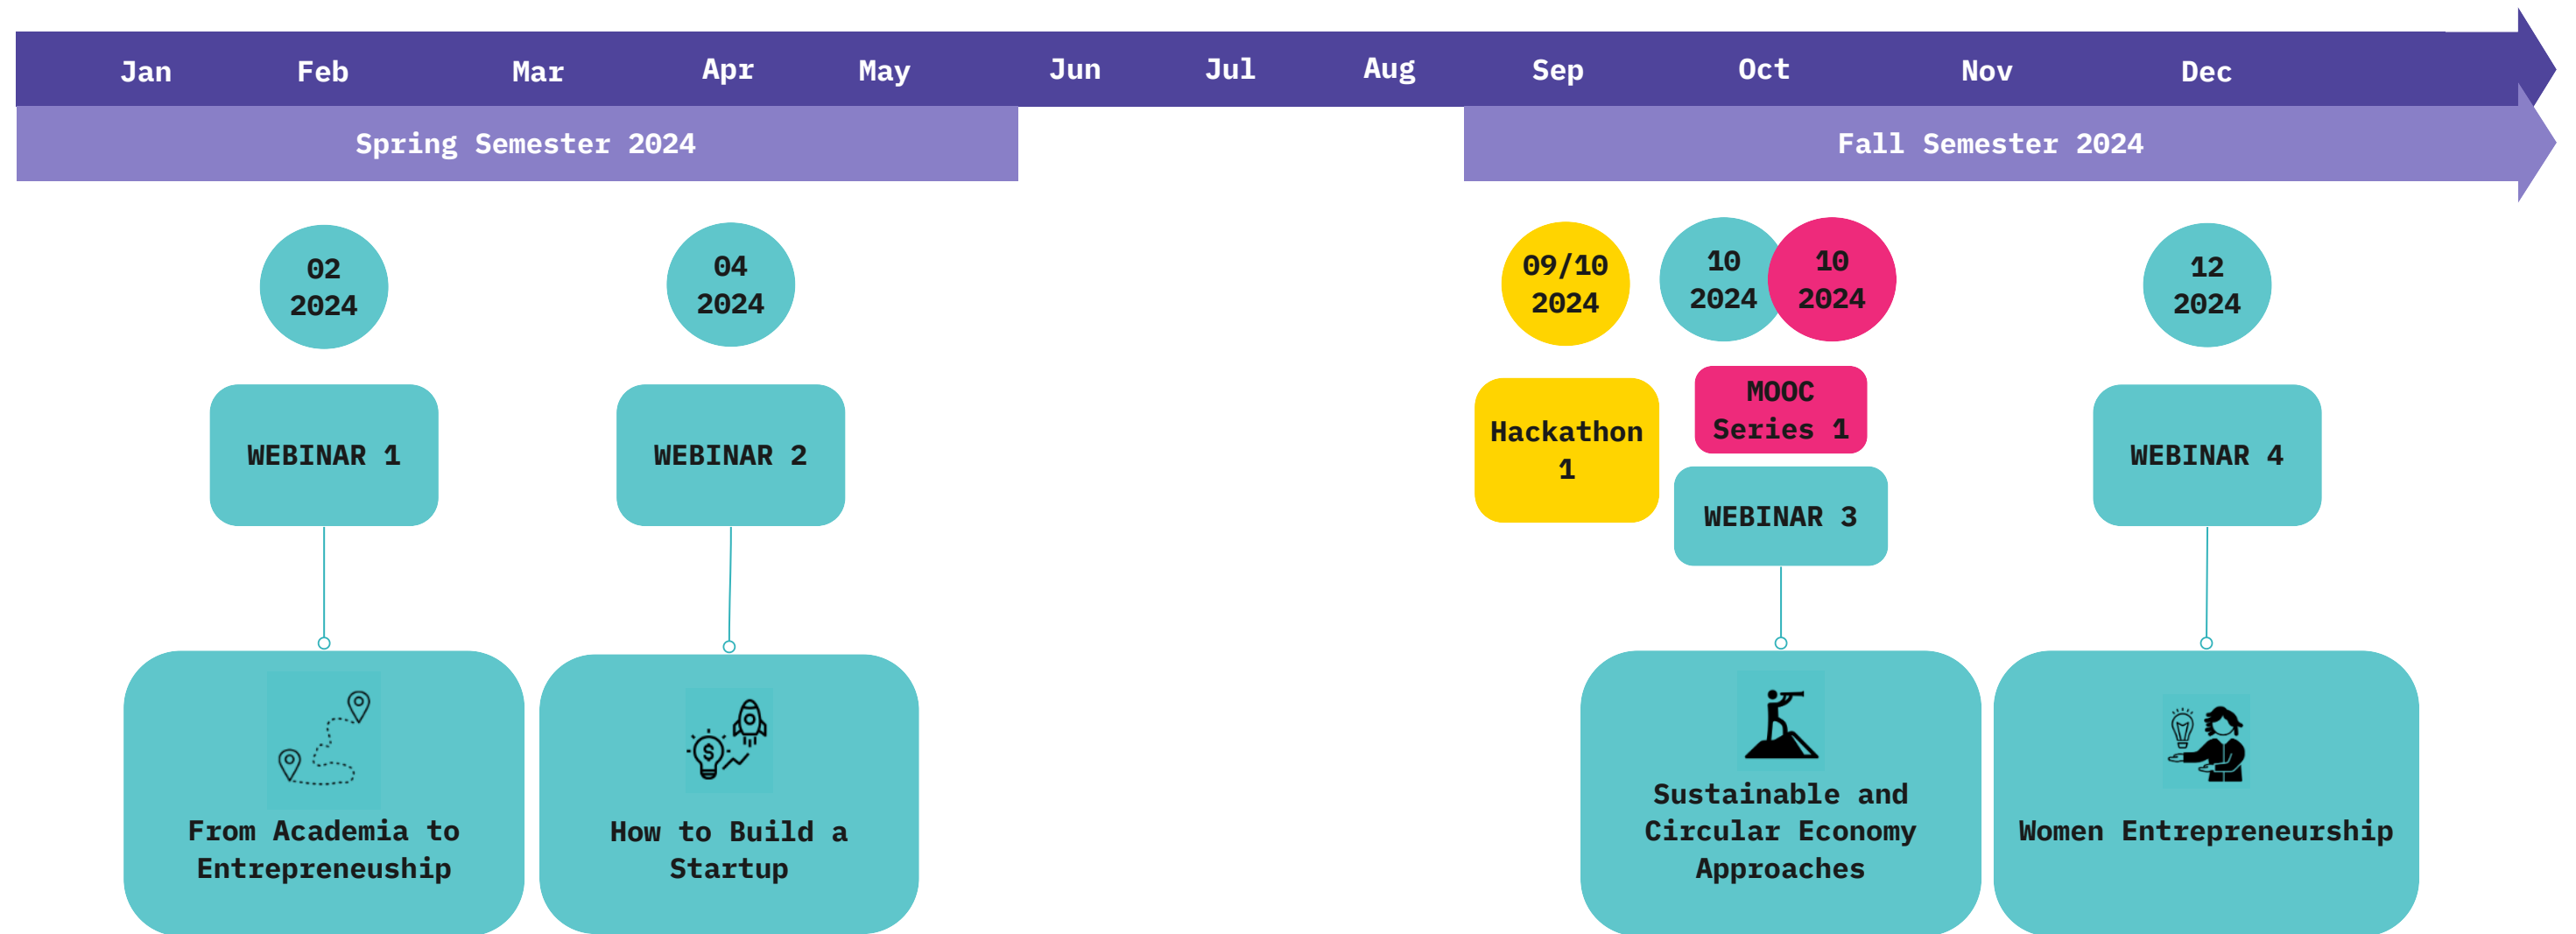 Jan Feb Mar Apr May Jun Jul Aug Sep Oct Nov Dec
Spring Semester 2024
Fall Semester 2024
02
2024
04
2024
09/10
2024
10
2024
10
2024
12
2024
WEBINAR 1
WEBINAR 2
Hackathon
1
MOOC
Series 1
WEBINAR 3
WEBINAR 4
From Academia to
Entrepreneuship
How to Build a
Startup
Sustainable and
Circular Economy
Approaches
Women Entrepreneurship